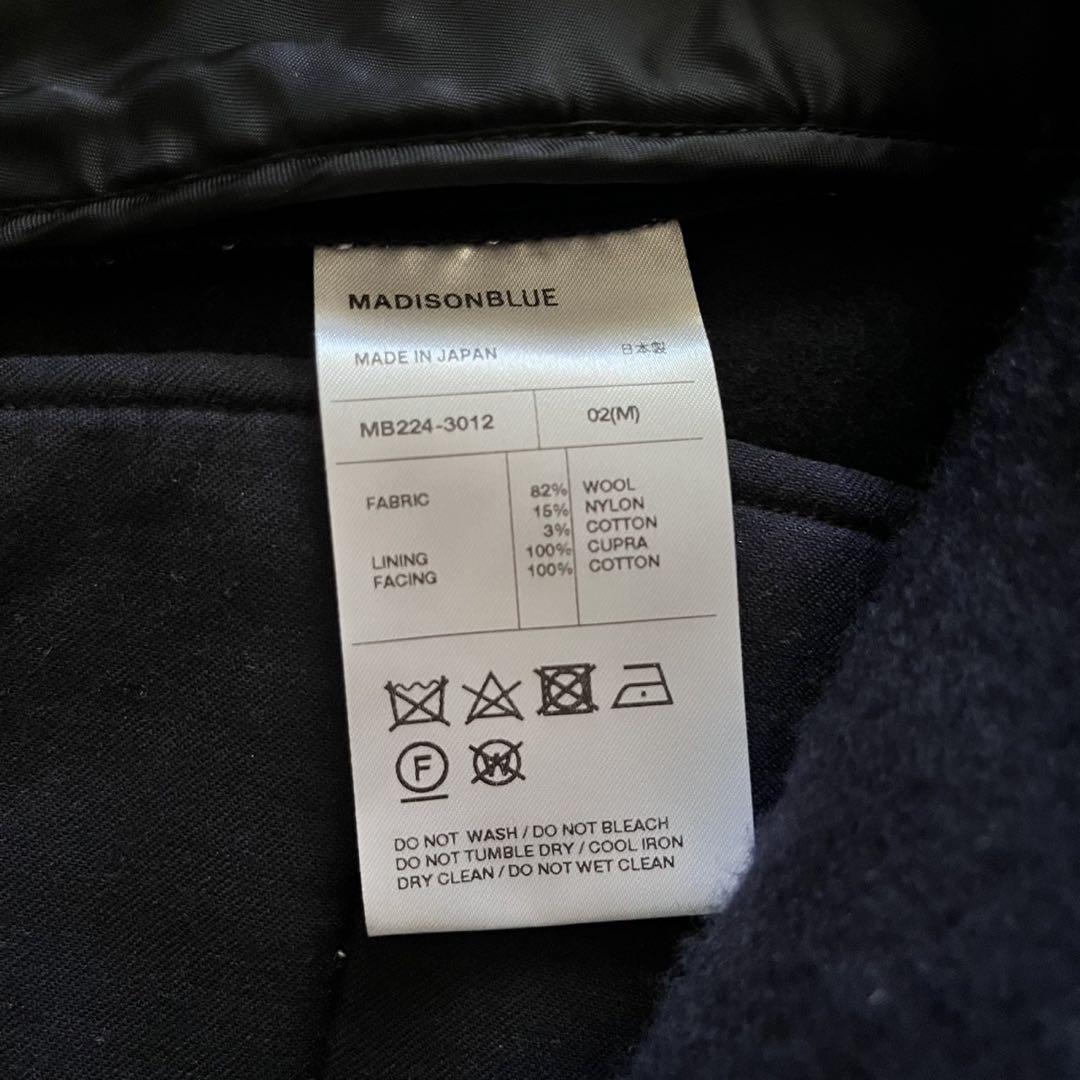 MADISONBLUE
MADE IN JAPAN 日本製
MB224-3012 02(M)
FABRIC 82% WOOL
15% NYLON
3% COTTON
LINING 100% CUPRA
FACING 100% COTTON
F W
DO NOT WASH / DO NOT BLEACH
DO NOT TUMBLE DRY / COOL IRON
DRY CLEAN / DO NOT WET CLEAN